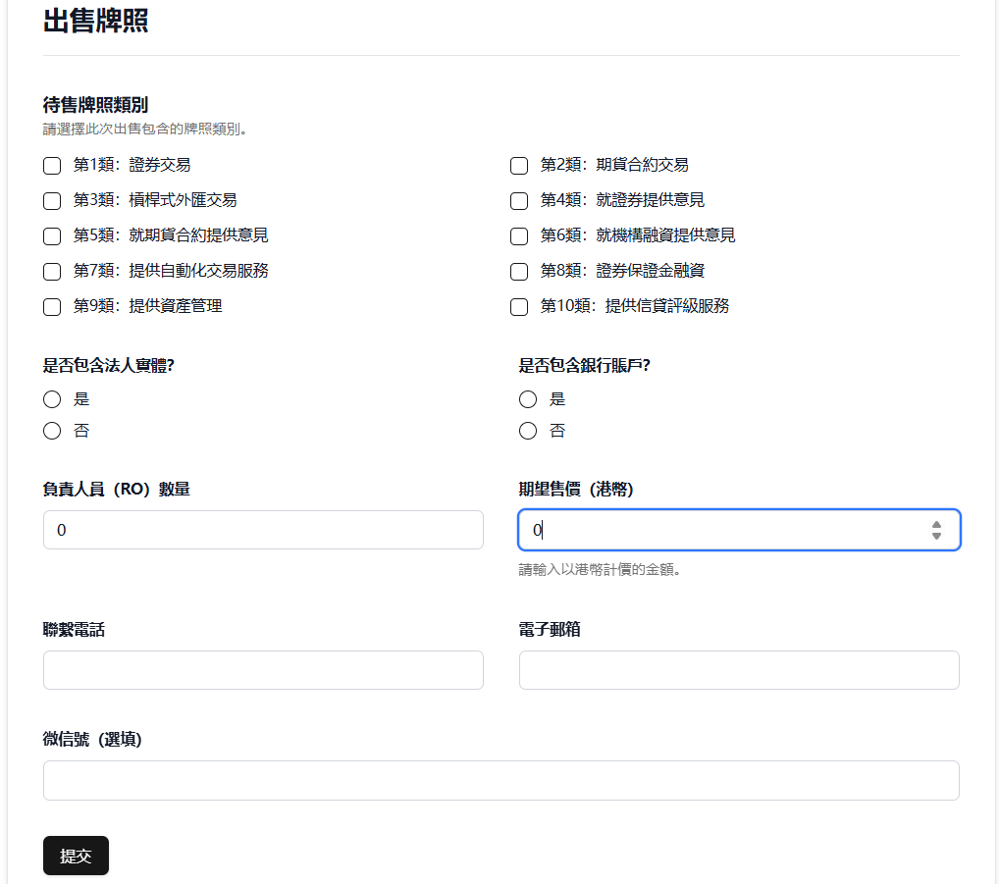 出售牌照
待售牌照類別
請選擇此次出售包含的牌照類別。
第1類：證券交易
第2類：期貨合約交易
第3類：槓桿式外匯交易
第4類：就證券提供意見
第5類：就期貨合約提供意見
第6類：就機構融資提供意見
第7類：提供自動化交易服務
第8類：證券保證金融資
第9類：提供資產管理
第10類：提供信貸評級服務
是否包含法人實體?
是否包含銀行賬戶?
是
是
否
否
負責人員（RO）數量
期望售價（港幣）
0
0
請輸入以港幣計價的金額。
聯繫電話
電子郵箱
微信號（選填）
提交